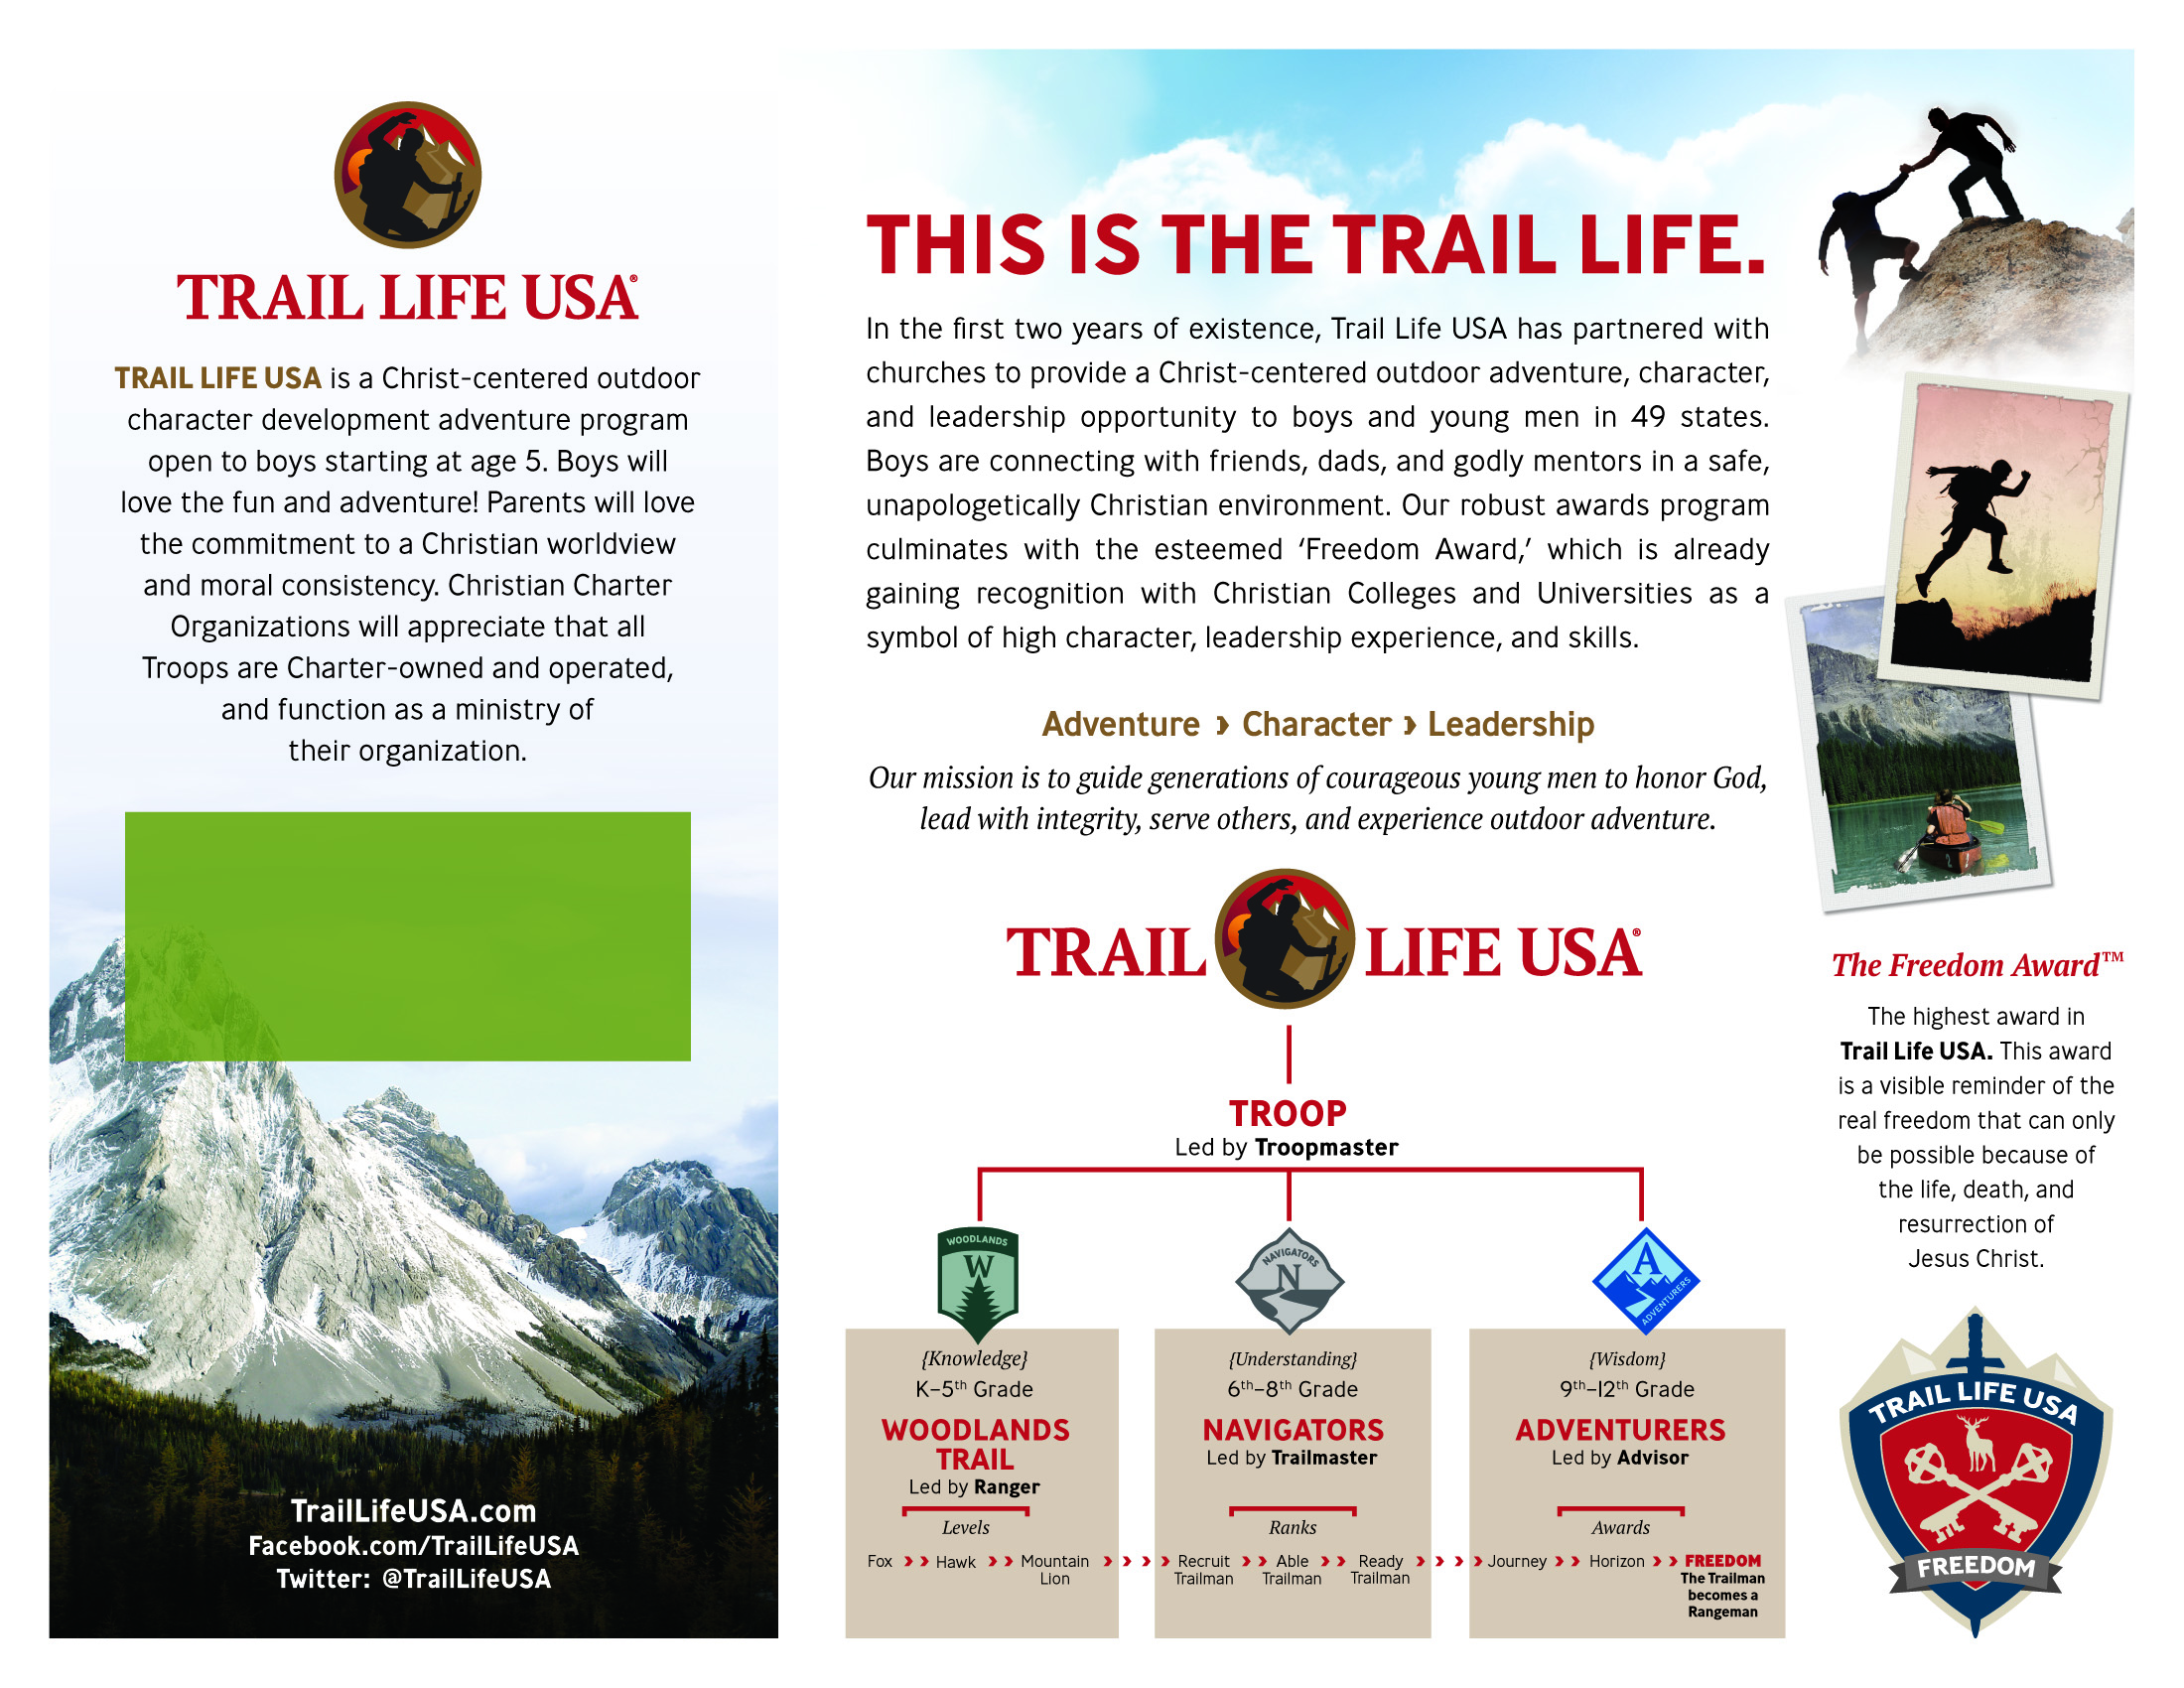 TRAIL LIFE USA®
TRAIL LIFE USA is a Christ-centered outdoor
character development adventure program
open to boys starting at age 5. Boys will
love the fun and adventure! Parents will love
the commitment to a Christian worldview
and moral consistency. Christian Charter
Organizations will appreciate that all
Troops are Charter-owned and operated,
and function as a ministry of
their organization.
TrailLifeUSA.com
Facebook.com/TrailLifeUSA
Twitter: @TrailLifeUSA
THIS IS THE TRAIL LIFE.
In the first two years of existence, Trail Life USA has partnered with
churches to provide a Christ-centered outdoor adventure, character,
and leadership opportunity to boys and young men in 49 states.
Boys are connecting with friends, dads, and godly mentors in a safe,
unapologetically Christian environment. Our robust awards program
culminates with the esteemed ‘Freedom Award,’ which is already
gaining recognition with Christian Colleges and Universities as a
symbol of high character, leadership experience, and skills.
Adventure › Character › Leadership
Our mission is to guide generations of courageous young men to honor God,
lead with integrity, serve others, and experience outdoor adventure.
TRAIL LIFE USA®
TROOP
Led by Troopmaster
WOODLANDS
W
{Knowledge}
K–5th Grade
WOODLANDS
TRAIL
Led by Ranger
Levels
Fox › › Hawk › › Mountain
Lion
NAVIGATORS
N
{Understanding}
6th–8th Grade
NAVIGATORS
Led by Trailmaster
Ranks
Recruit
Trailman
Able
Trailman
Ready
Trailman
A
ADVENTURERS
{Wisdom}
9th–12th Grade
ADVENTURERS
Led by Advisor
Awards
Journey › › Horizon › › FREEDOM
The Trailman
becomes a
Rangeman
The Freedom Award™
The highest award in
Trail Life USA. This award
is a visible reminder of the
real freedom that can only
be possible because of
the life, death, and
resurrection of
Jesus Christ.
TRAIL LIFE USA
FREEDOM
2